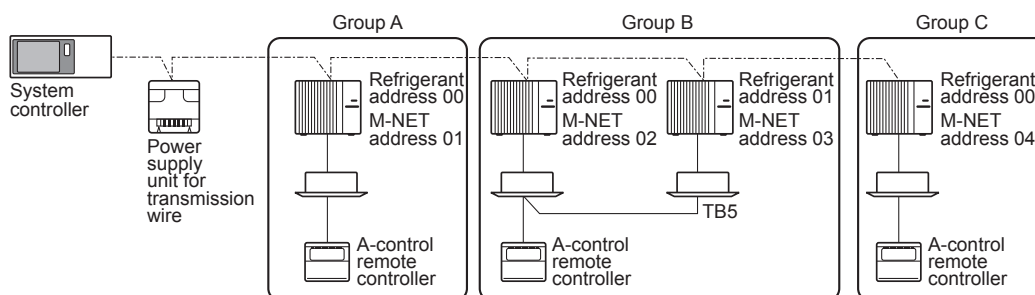 Group A
Group B
Group C
System
controller
Power
supply
unit for
transmission
wire
Refrigerant
address 00
M-NET
address 01
A-control
remote
controller
Refrigerant
address 00
M-NET
address 02
Refrigerant
address 01
M-NET
address 03
TB5
A-control
remote
controller
Refrigerant
address 00
M-NET
address 04
A-control
remote
controller